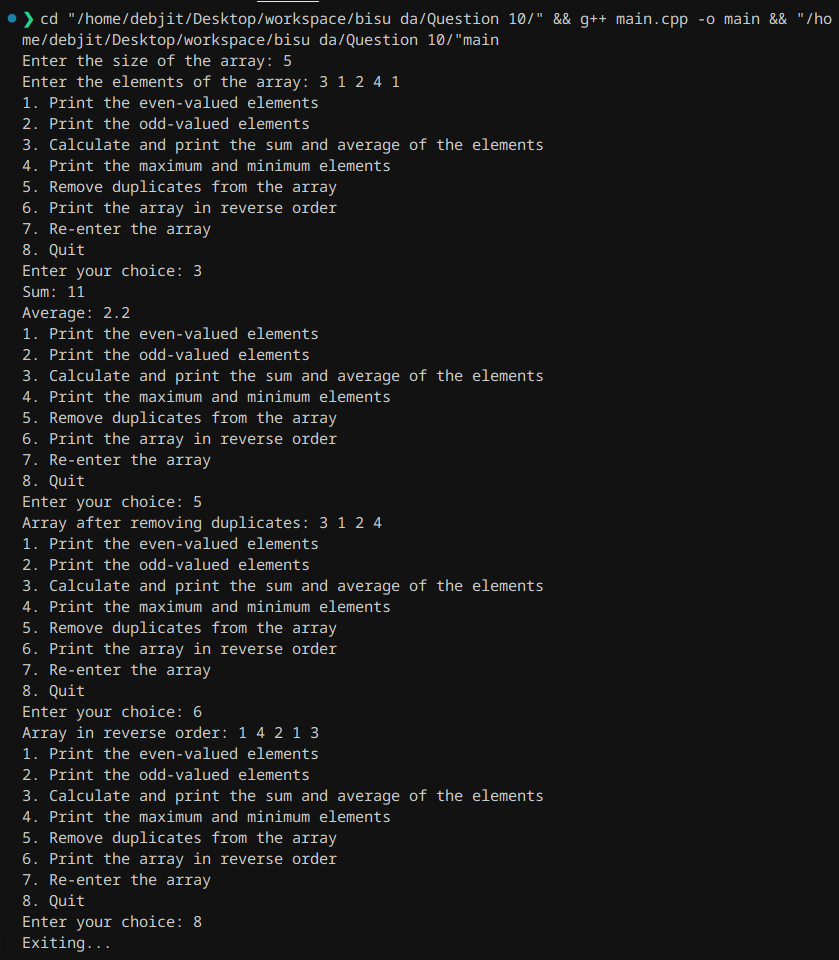 ❯ cd "/home/debjit/Desktop/workspace/bisu da/Question 10/" && g++ main.cpp -o main && "/ho
me/debjit/Desktop/workspace/bisu da/Question 10/"main
Enter the size of the array: 5
Enter the elements of the array: 3 1 2 4 1
1. Print the even-valued elements
2. Print the odd-valued elements
3. Calculate and print the sum and average of the elements
4. Print the maximum and minimum elements
5. Remove duplicates from the array
6. Print the array in reverse order
7. Re-enter the array
8. Quit
Enter your choice: 3
Sum: 11
Average: 2.2
1. Print the even-valued elements
2. Print the odd-valued elements
3. Calculate and print the sum and average of the elements
4. Print the maximum and minimum elements
5. Remove duplicates from the array
6. Print the array in reverse order
7. Re-enter the array
8. Quit
Enter your choice: 5
Array after removing duplicates: 3 1 2 4
1. Print the even-valued elements
2. Print the odd-valued elements
3. Calculate and print the sum and average of the elements
4. Print the maximum and minimum elements
5. Remove duplicates from the array
6. Print the array in reverse order
7. Re-enter the array
8. Quit
Enter your choice: 6
Array in reverse order: 1 4 2 1 3
1. Print the even-valued elements
2. Print the odd-valued elements
3. Calculate and print the sum and average of the elements
4. Print the maximum and minimum elements
5. Remove duplicates from the array
6. Print the array in reverse order
7. Re-enter the array
8. Quit
Enter your choice: 8
Exiting...